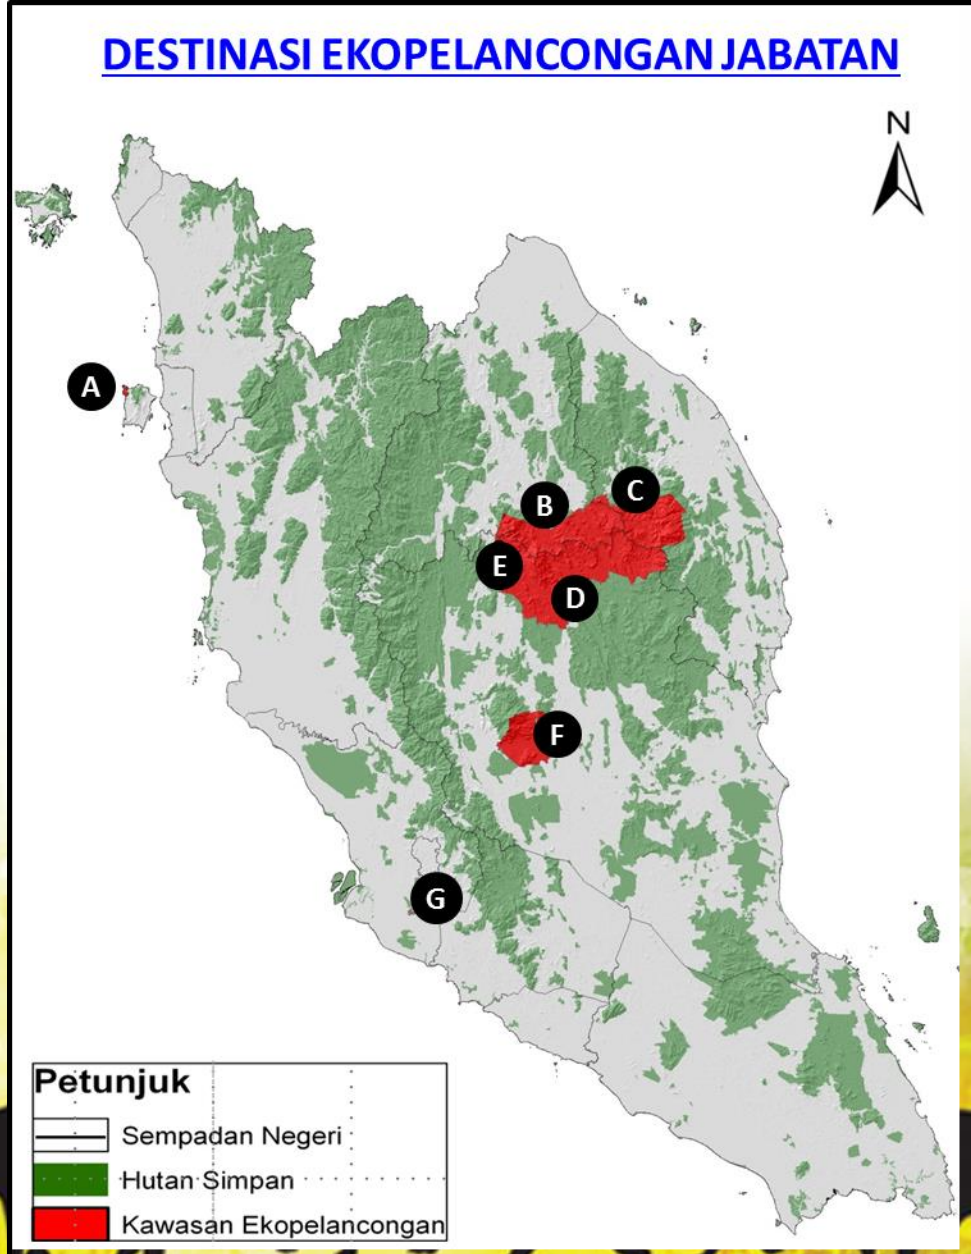 DESTINASI EKOPELANCONGAN JABATAN
N
A
B
C
E
D
F
G
Petunjuk
Sempadan Negeri
Hutan Simpan
Kawasan Ekopelancongan